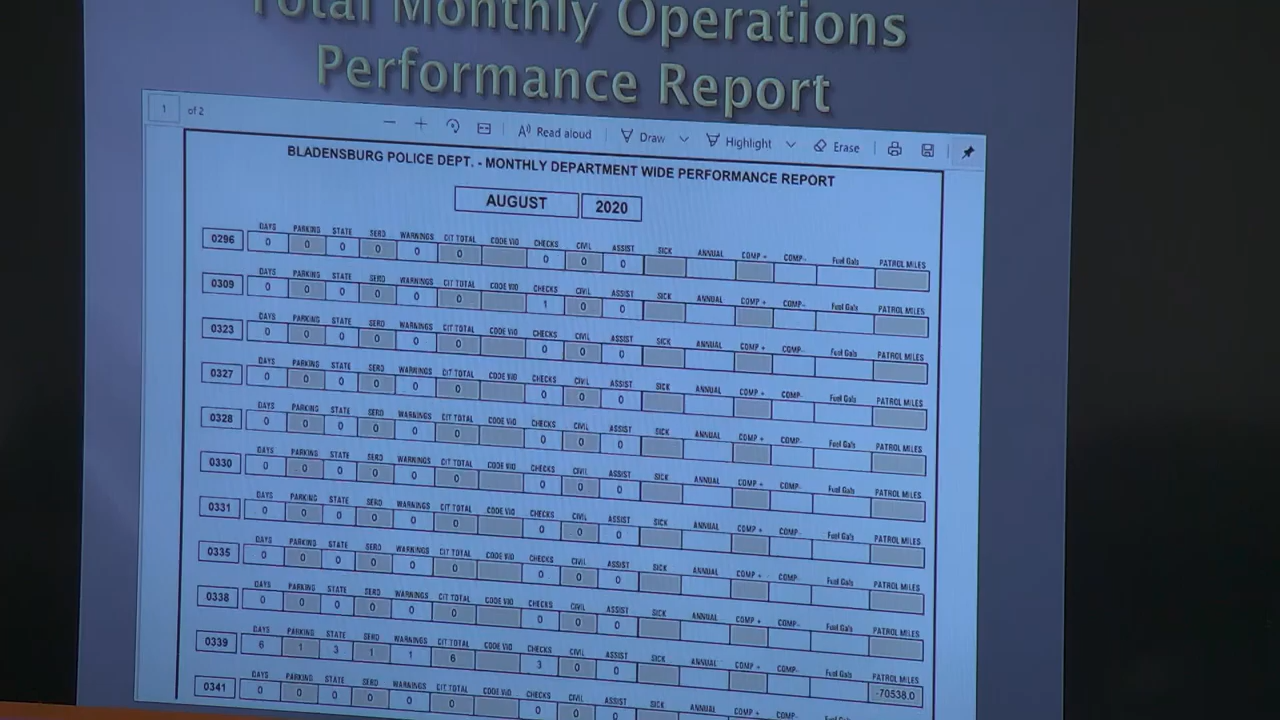 Total Monthly Operations
Performance Report
1 of 2 Read aloud Draw Highlight Erase
BLADENSBURG POLICE DEPT. - MONTHLY DEPARTMENT WIDE PERFORMANCE REPORT
AUGUST 2020
DAYS PARKING STATE SERO WARNINGS CIT TOTAL CODE VIO CHECKS CIVIL ASSIST SICK ANNUAL COMP + COMP- Fuel Gals PATROL MILES
0296 0 0 0 0 0 0 0 0 0
DAYS PARKING STATE SERO WARNINGS CIT TOTAL CODE VIO CHECKS CIVIL ASSIST SICK ANNUAL COMP + COMP- Fuel Gals PATROL MILES
0309 0 0 0 0 0 0 1 0 0
DAYS PARKING STATE SERO WARNINGS CIT TOTAL CODE VIO CHECKS CIVIL ASSIST SICK ANNUAL COMP + COMP- Fuel Gals PATROL MILES
0323 0 0 0 0 0 0 0 0 0
DAYS PARKING STATE SERO WARNINGS CIT TOTAL CODE VIO CHECKS CIVIL ASSIST SICK ANNUAL COMP + COMP- Fuel Gals PATROL MILES
0327 0 0 0 0 0 0 0 0 0
DAYS PARKING STATE SERO WARNINGS CIT TOTAL CODE VIO CHECKS CIVIL ASSIST SICK ANNUAL COMP + COMP- Fuel Gals PATROL MILES
0328 0 0 0 0 0 0 0 0 0
DAYS PARKING STATE SERO WARNINGS CIT TOTAL CODE VIO CHECKS CIVIL ASSIST SICK ANNUAL COMP + COMP- Fuel Gals PATROL MILES
0330 0 0 0 0 0 0 0 0 0
DAYS PARKING STATE SERO WARNINGS CIT TOTAL CODE VIO CHECKS CIVIL ASSIST SICK ANNUAL COMP + COMP- Fuel Gals PATROL MILES
0331 0 0 0 0 0 0 0 0 0
DAYS PARKING STATE SERO WARNINGS CIT TOTAL CODE VIO CHECKS CIVIL ASSIST SICK ANNUAL COMP + COMP- Fuel Gals PATROL MILES
0335 0 0 0 0 0 0 0 0 0
DAYS PARKING STATE SERO WARNINGS CIT TOTAL CODE VIO CHECKS CIVIL ASSIST SICK ANNUAL COMP + COMP- Fuel Gals PATROL MILES
0338 0 0 0 0 0 0 0 0 0
DAYS PARKING STATE SERO WARNINGS CIT TOTAL CODE VIO CHECKS CIVIL ASSIST SICK ANNUAL COMP + COMP- Fuel Gals PATROL MILES
0339 6 1 3 1 1 6 3 0 0 -70538.0
DAYS PARKING STATE SERO WARNINGS CIT TOTAL CODE VIO CHECKS CIVIL ASSIST SICK ANNUAL COMP + COMP- Fuel Gals PATROL MILES
0341 0 0 0 0 0 0 0 0 0